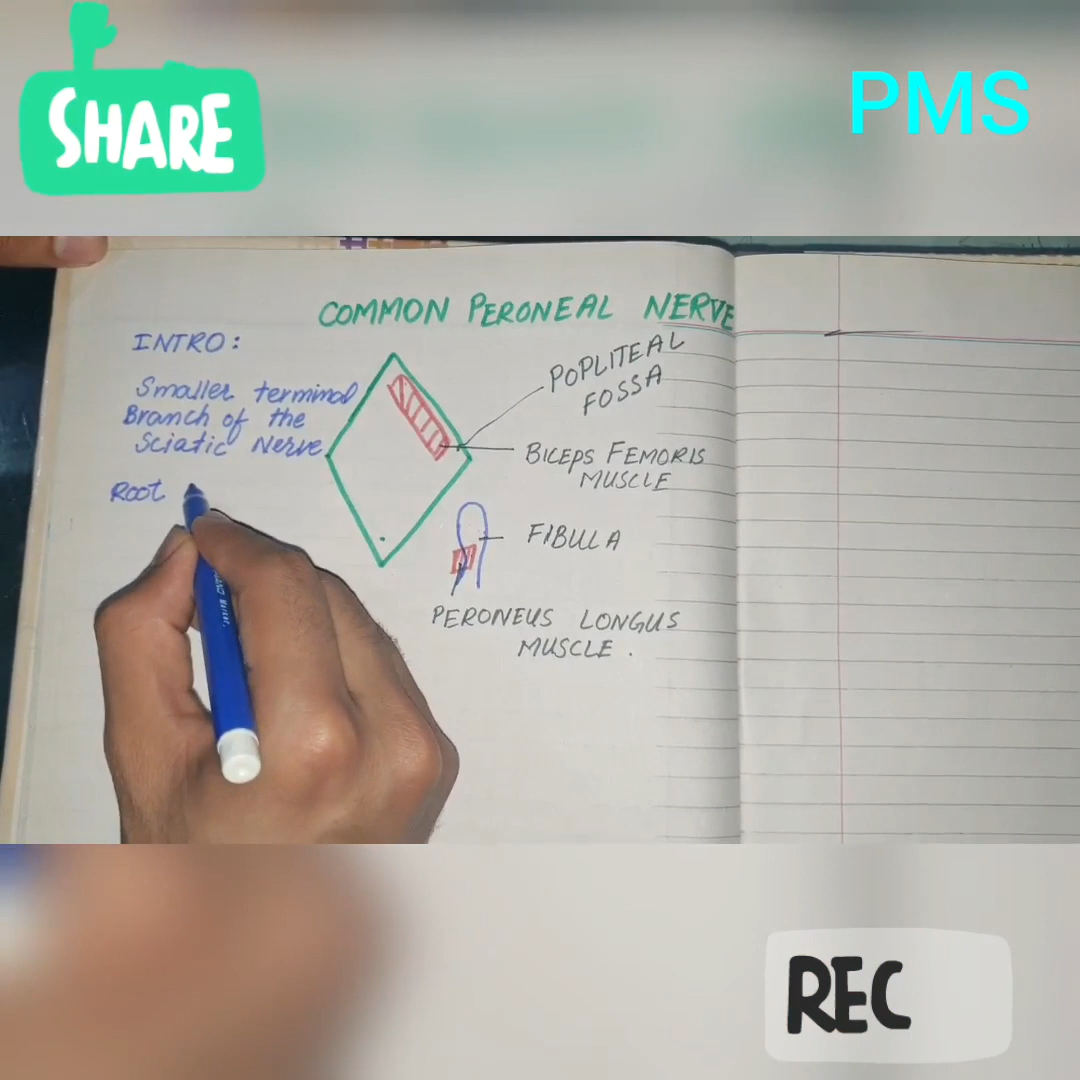 SHARE
PMS
COMMON PERONEAL NERVE
INTRO:
Smaller terminal
Branch of the
Sciatic Nerve
Root
POPLITEAL
FOSSA
BICEPS FEMORIS
MUSCLE
FIBULA
PERONEUS LONGUS
MUSCLE.
REC